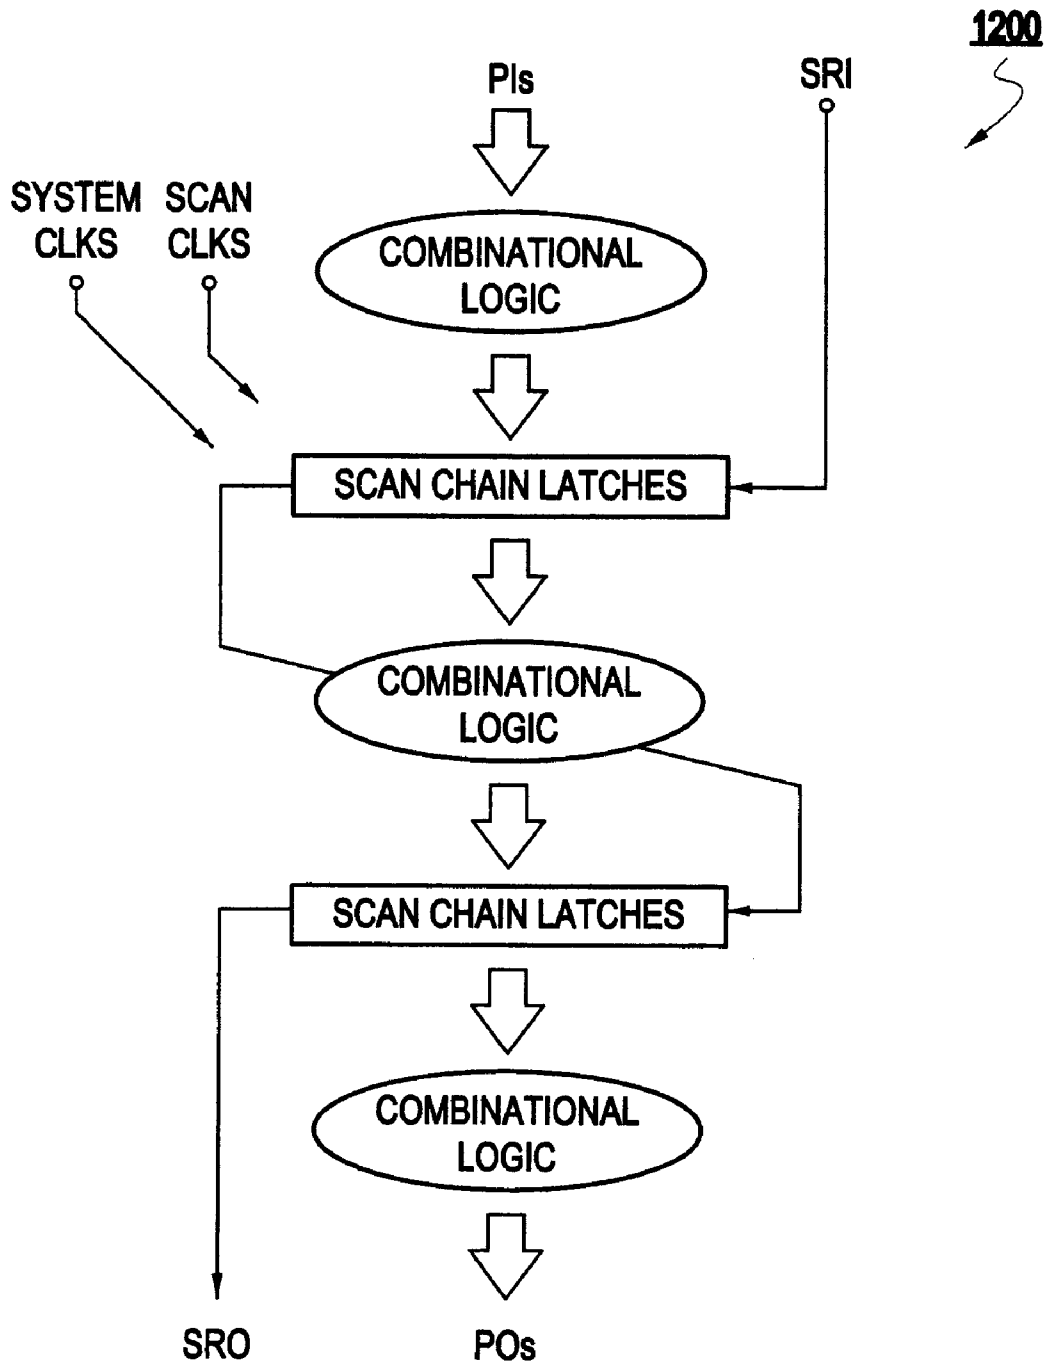 1200
PIs
SRI
SYSTEM
CLKS
SCAN
CLKS
COMBINATIONAL
LOGIC
SCAN CHAIN LATCHES
COMBINATIONAL
LOGIC
SCAN CHAIN LATCHES
COMBINATIONAL
LOGIC
SRO
POs